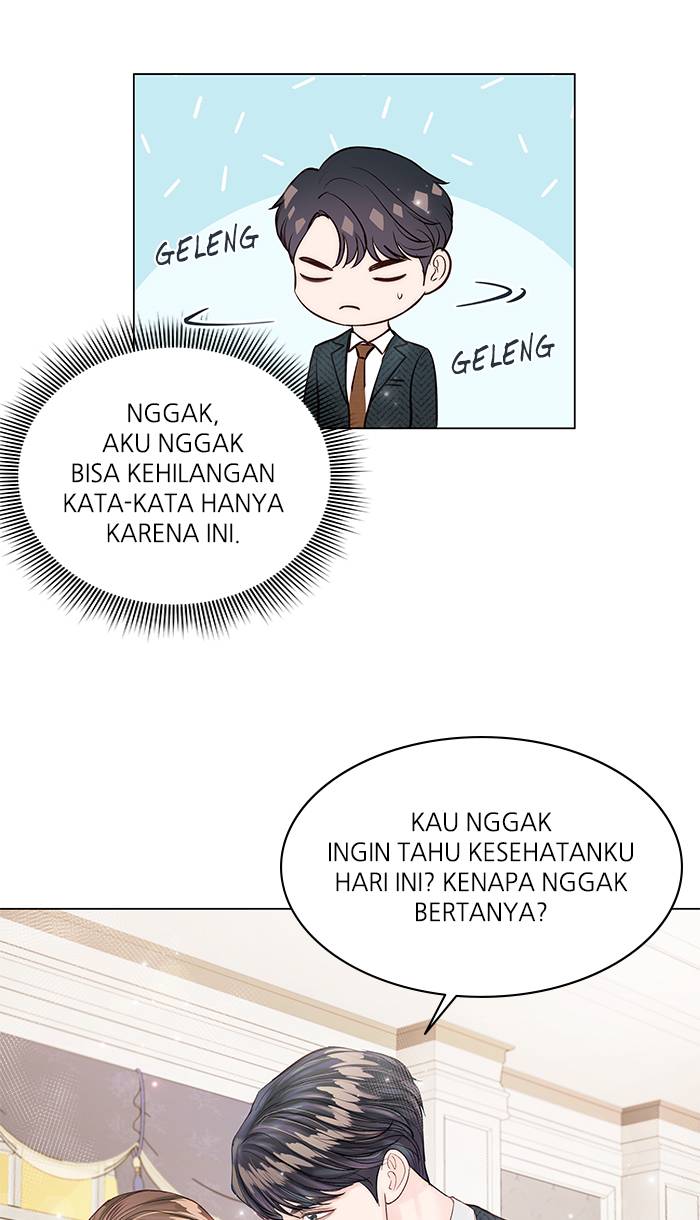 GELENG
GELENG
NGGAK,
AKU NGGAK
BISA KEHILANGAN
KATA-KATA HANYA
KARENA INI.
KAU NGGAK
INGIN TAHU KESEHATANKU
HARI INI? KENAPA NGGAK
BERTANYA?